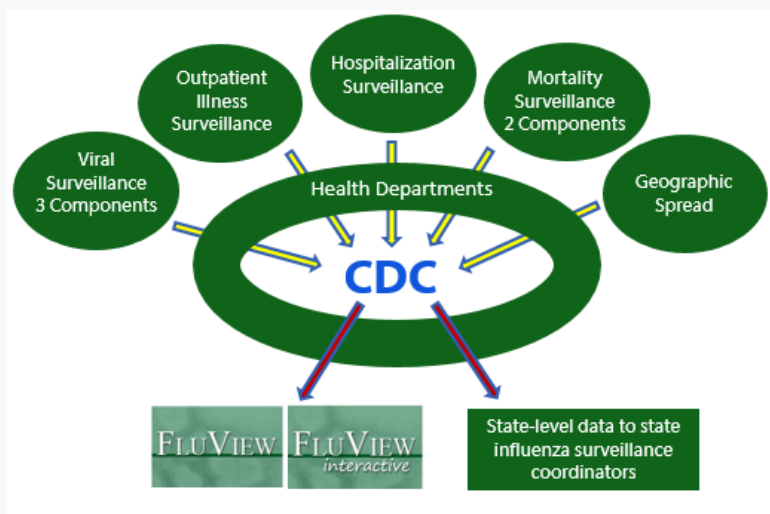 Hospitalization
Surveillance
Outpatient
Illness
Surveillance
Mortality
Surveillance
2 Components
Viral
Surveillance
3 Components
Geographic
Spread
Health Departments
CDC
FLUVIEW
FLUVIEW
interactive
State-level data to state
influenza surveillance
coordinators